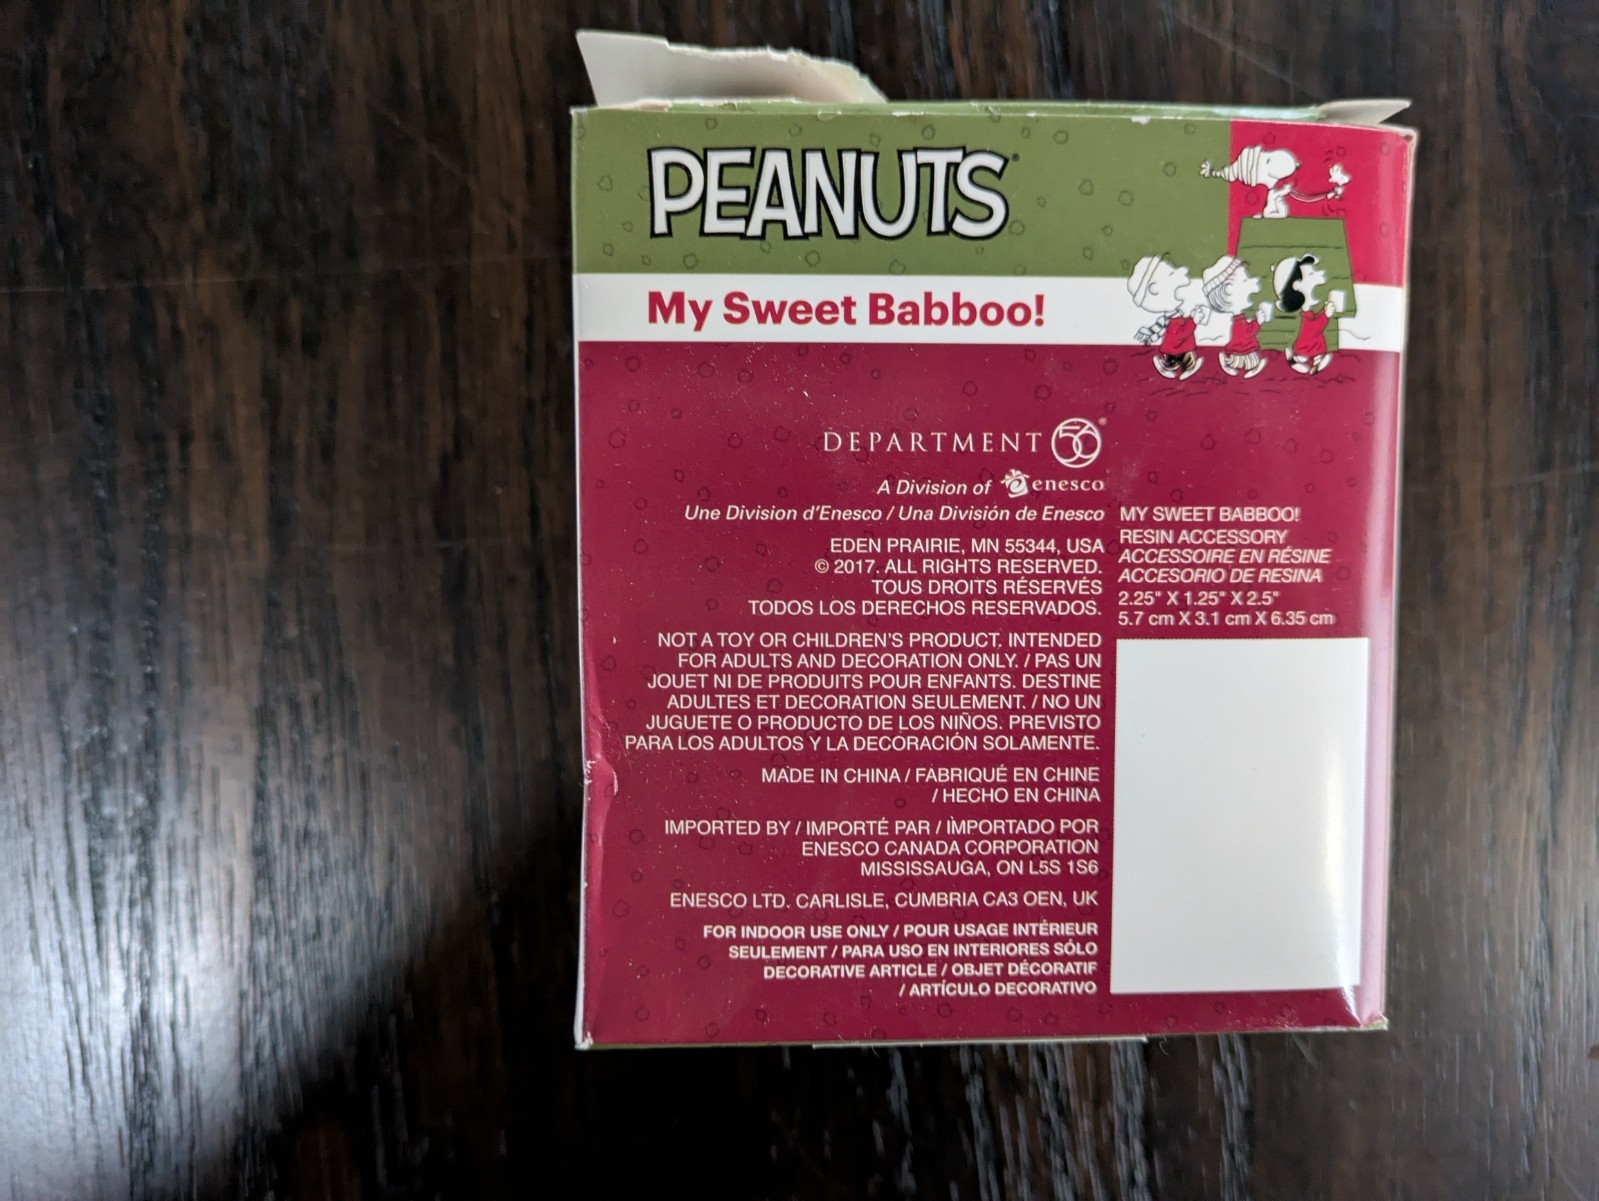 PEANUTS
My Sweet Babboo!
DEPARTMENT 56®
A Division of enesco
Une Division d'Enesco / Una División de Enesco
EDEN PRAIRIE, MN 55344, USA
© 2017. ALL RIGHTS RESERVED.
TOUS DROITS RÉSERVÉS
TODOS LOS DERECHOS RESERVADOS.
NOT A TOY OR CHILDREN'S PRODUCT. INTENDED
FOR ADULTS AND DECORATION ONLY. / PAS UN
JOUET NI DE PRODUITS POUR ENFANTS. DESTINE
ADULTES ET DECORATION SEULEMENT. / NO UN
JUGUETE O PRODUCTO DE LOS NIÑOS. PREVISTO
PARA LOS ADULTOS Y LA DECORACIÓN SOLAMENTE.
MADE IN CHINA / FABRIQUÉ EN CHINE
/ HECHO EN CHINA
IMPORTED BY / IMPORTÉ PAR / IMPORTADO POR
ENESCO CANADA CORPORATION
MISSISSAUGA, ON L5S 1S6
ENESCO LTD. CARLISLE, CUMBRIA CA3 OEN, UK
FOR INDOOR USE ONLY / POUR USAGE INTÉRIEUR
SEULEMENT / PARA USO EN INTERIORES SÓLO
DECORATIVE ARTICLE / OBJET DÉCORATIF
/ ARTÍCULO DECORATIVO
MY SWEET BABBOO!
RESIN ACCESSORY
ACCESSOIRE EN RÉSINE
ACCESORIO DE RESINA
2.25" X 1.25" X 2.5"
5.7 cm X 3.1 cm X 6.35 cm